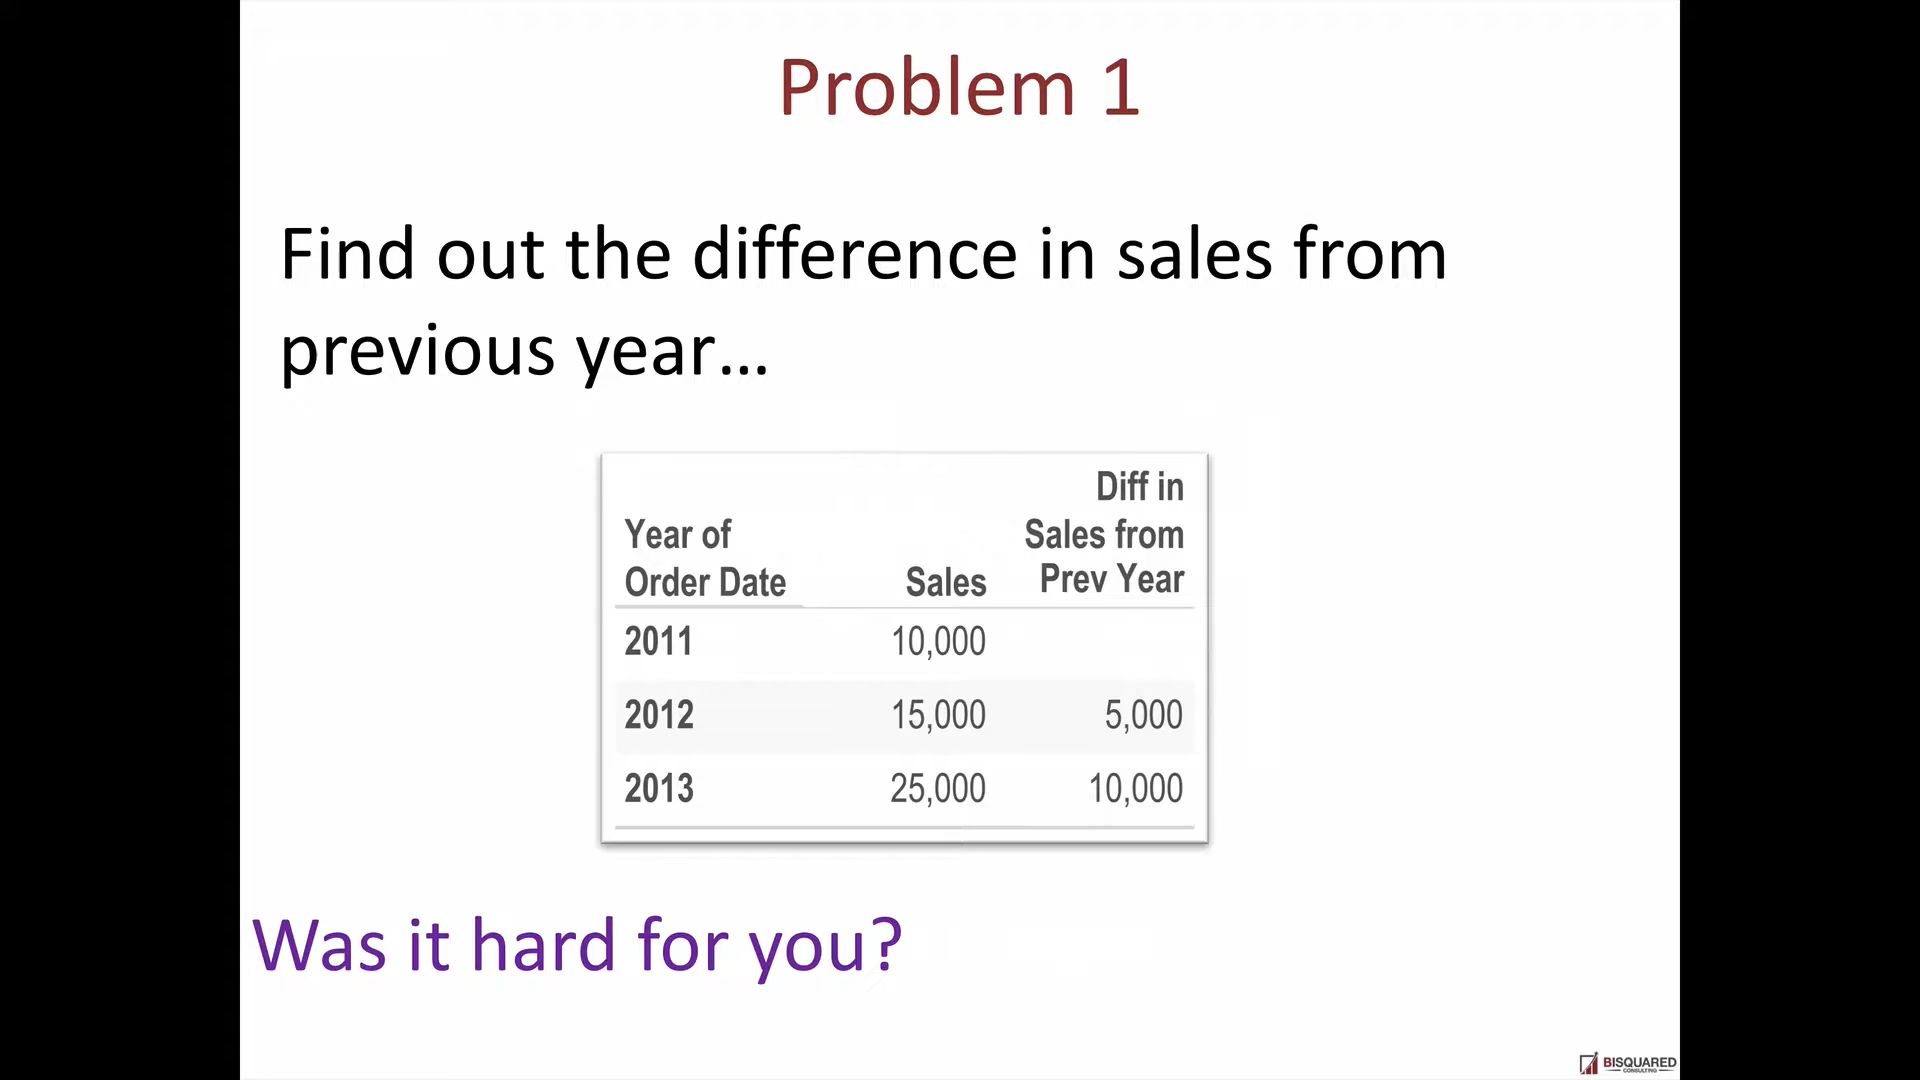 Problem 1
Find out the difference in sales from
previous year...
Year of Order Date Sales Diff in Sales from Prev Year
2011 10,000
2012 15,000 5,000
2013 25,000 10,000
Was it hard for you?
BISQUARED
CONSULTING